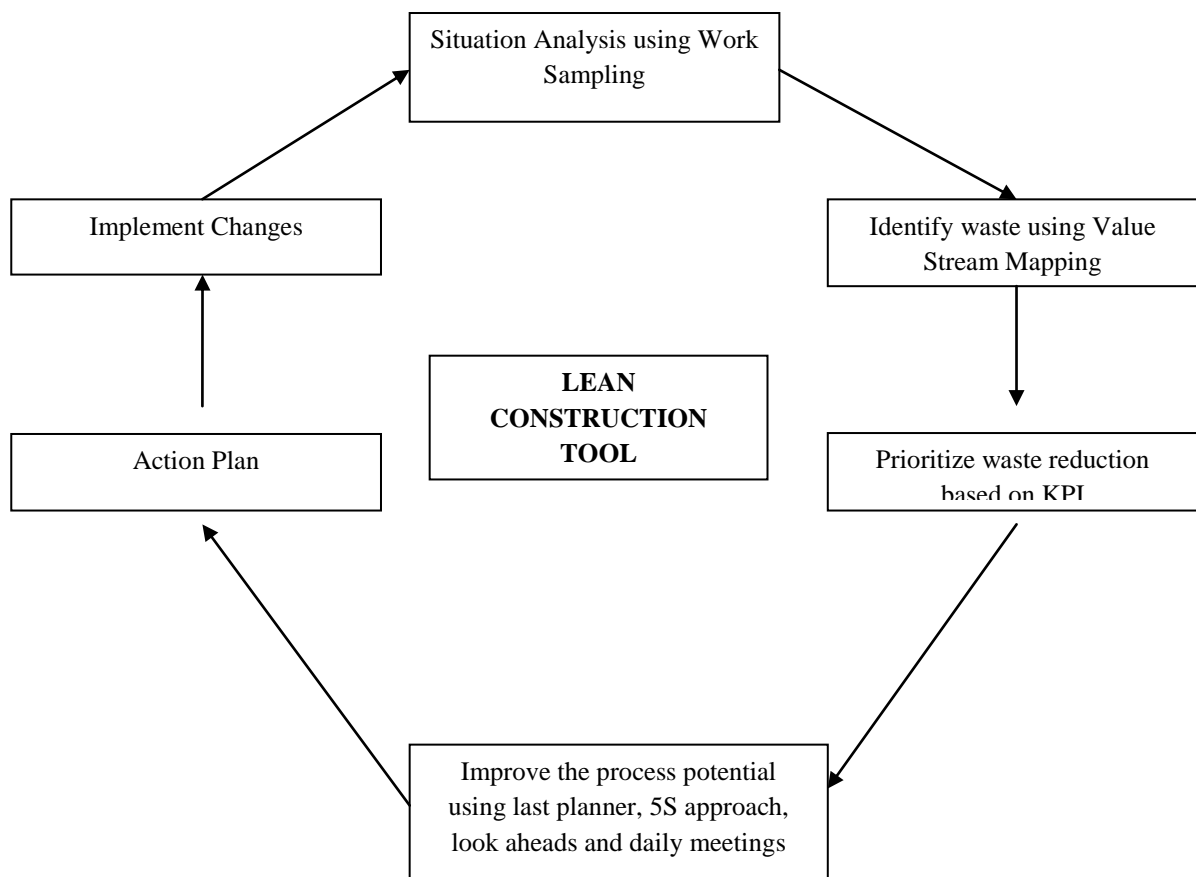 Situation Analysis using Work
Sampling
Implement Changes
Identify waste using Value
Stream Mapping
LEAN
CONSTRUCTION
TOOL
Action Plan
Prioritize waste reduction
based on KPI
Improve the process potential
using last planner, 5S approach,
look aheads and daily meetings